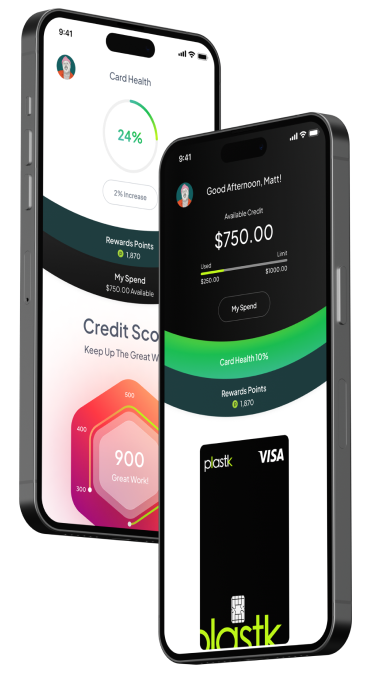 9:41
Card Health
24%
2% Increase
Rewards Points
1,870
My Spend
$750.00 Available
Credit Sco
Keep Up The Great W
500
400
900
Great Work!
300
9:41
Good Afternoon, Matt!
Available Credit
$750.00
Used
Limit
$250.00
$1000.00
My Spend
Card Health 10%
Rewards Points
1,870
plastk
VISA
plastk